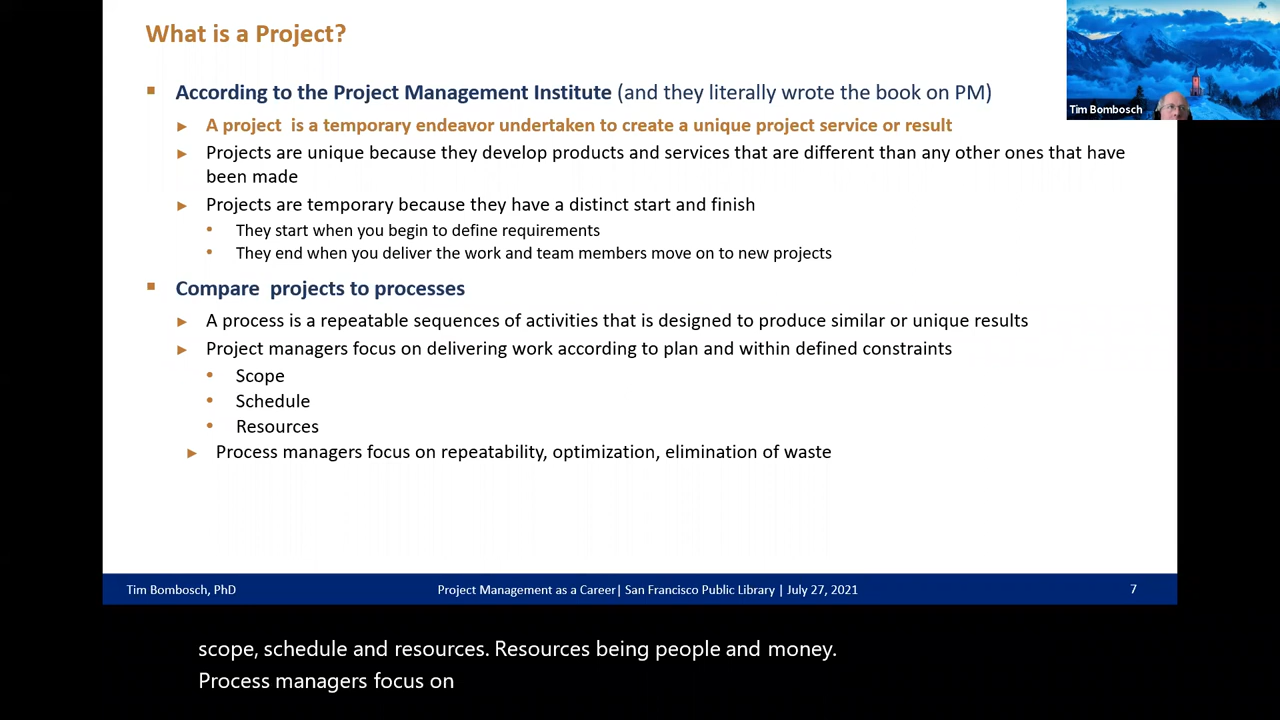 What is a Project?
Tim Bombosch
▪ According to the Project Management Institute (and they literally wrote the book on PM)
► A project is a temporary endeavor undertaken to create a unique project service or result
► Projects are unique because they develop products and services that are different than any other ones that have
been made
► Projects are temporary because they have a distinct start and finish
• They start when you begin to define requirements
• They end when you deliver the work and team members move on to new projects
▪ Compare projects to processes
► A process is a repeatable sequences of activities that is designed to produce similar or unique results
► Project managers focus on delivering work according to plan and within defined constraints
• Scope
• Schedule
• Resources
► Process managers focus on repeatability, optimization, elimination of waste
Tim Bombosch, PhD
Project Management as a Career| San Francisco Public Library | July 27, 2021
7
scope, schedule and resources. Resources being people and money.
Process managers focus on